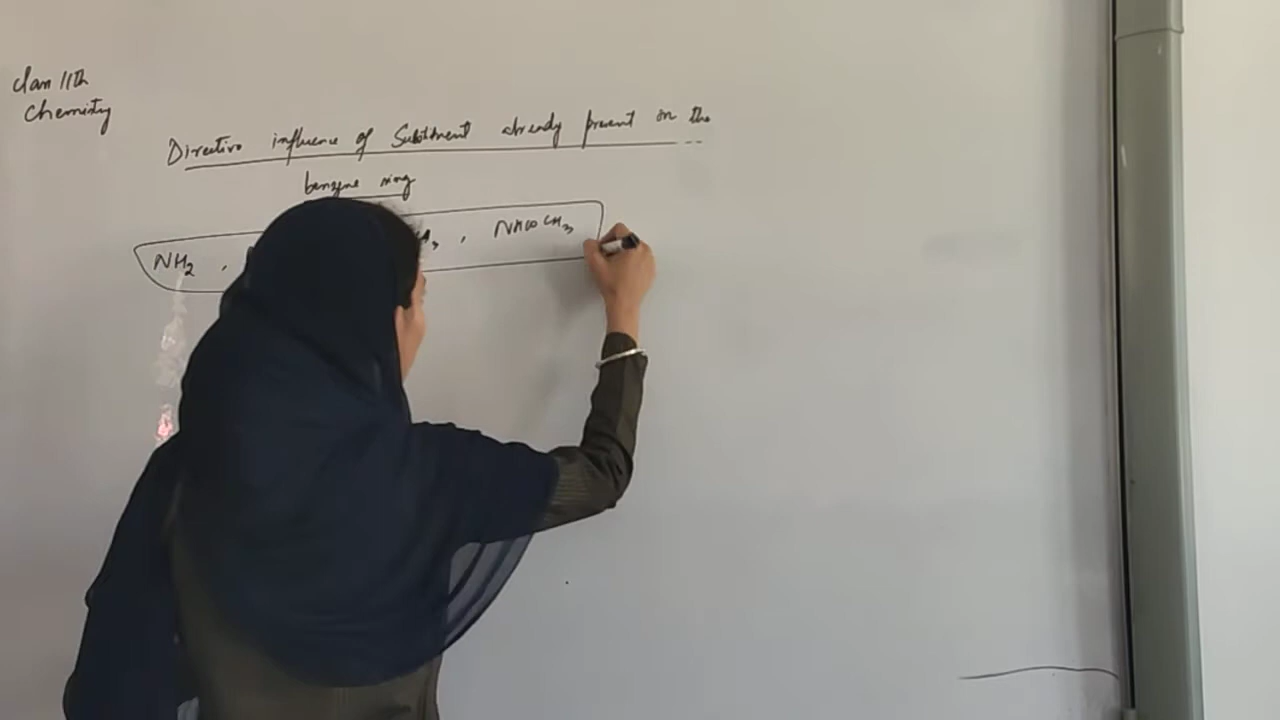 Class 11th
Chemistry
Directive influence of Substituent already present on the
benzene ring
NH2 , , NHCOCH3